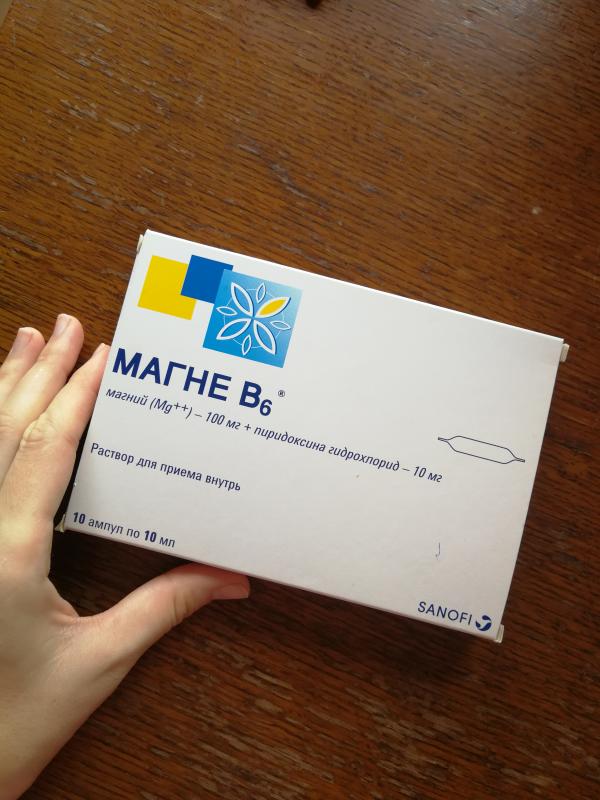 МАГНЕ B6®
магний (Mg++) – 100 мг + пиридоксина гидрохлорид – 10 мг
Раствор для приема внутрь
10 ампул по 10 мл
SANOFI